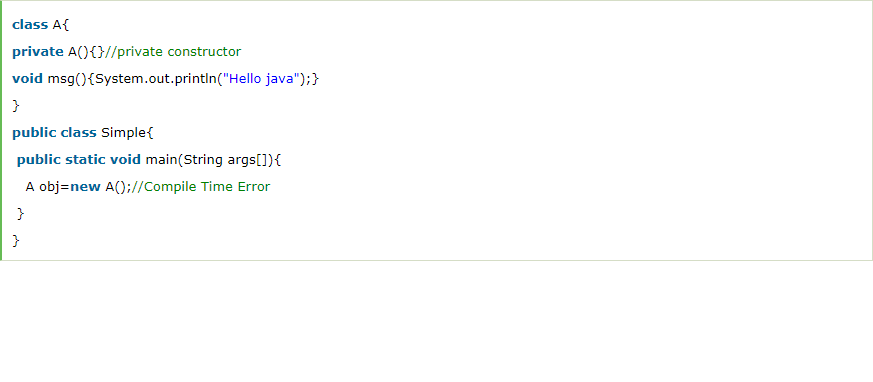 class A{
private A(){}//private constructor
void msg(){System.out.println("Hello java");}
}
public class Simple{
public static void main(String args[]){
A obj=new A();//Compile Time Error
}
}